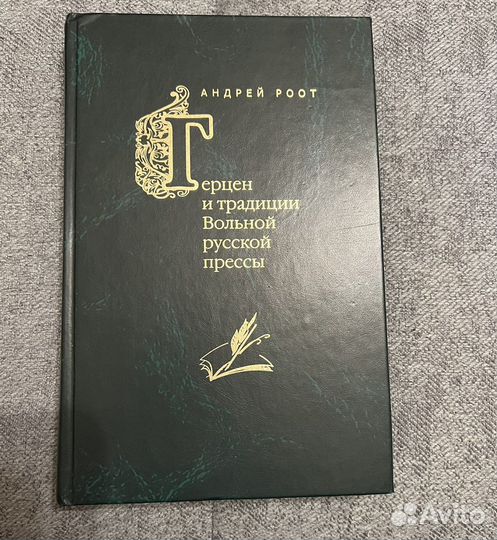 АНДРЕЙ РООТ
Герцен
и традиции
Вольной
русской
прессы
Avito